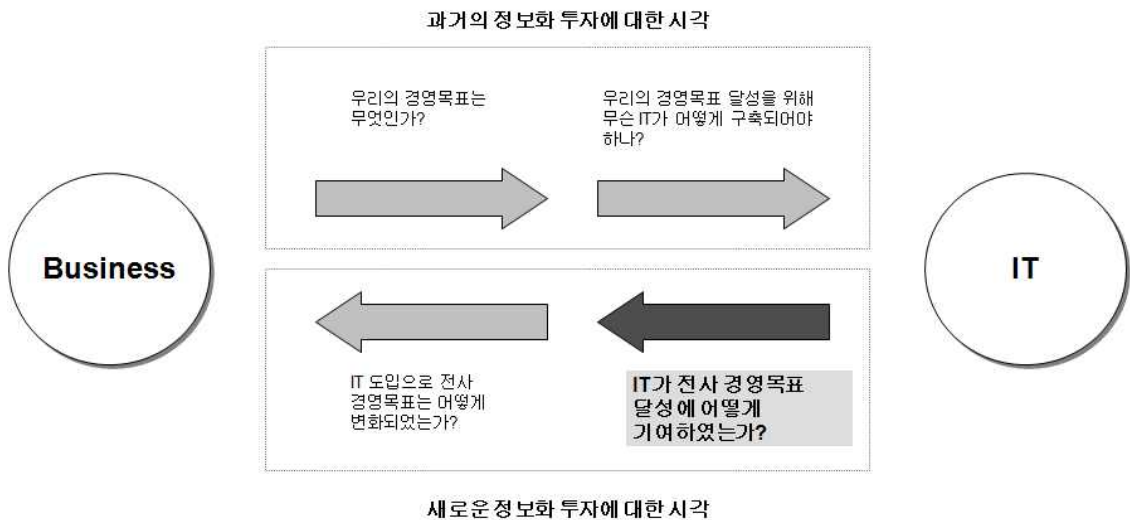 과거의 정보화 투자에 대한 시각
우리의 경영목표는
무엇인가?
우리의 경영목표 달성을 위해
무슨 IT가 어떻게 구축되어야
하나?
Business
IT
IT 도입으로 전사
경영목표는 어떻게
변화되었는가?
IT가 전사 경영목표
달성에 어떻게
기여하였는가?
새로운 정보화 투자에 대한 시각